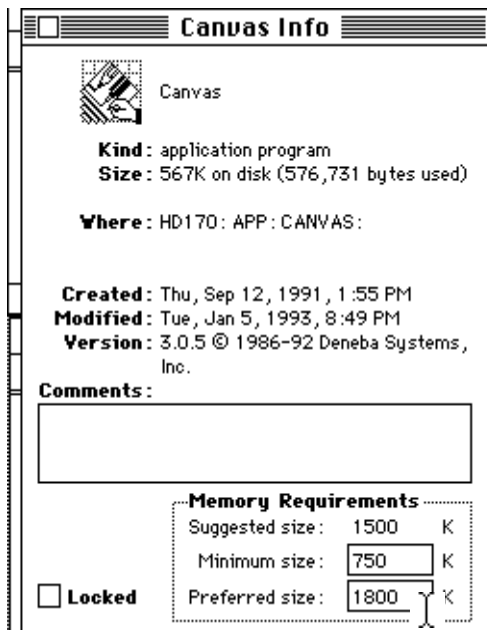 Canvas Info
Canvas
Kind: application program
Size: 567K on disk (576,731 bytes used)
Where: HD170: APP: CANVAS:
Created: Thu, Sep 12, 1991, 1:55 PM
Modified: Tue, Jan 5, 1993, 8:49 PM
Version: 3.0.5 © 1986-92 Deneba Systems,
Inc.
Comments:
Memory Requirements
Suggested size: 1500 K
Minimum size: 750 K
Locked Preferred size: 1800 K